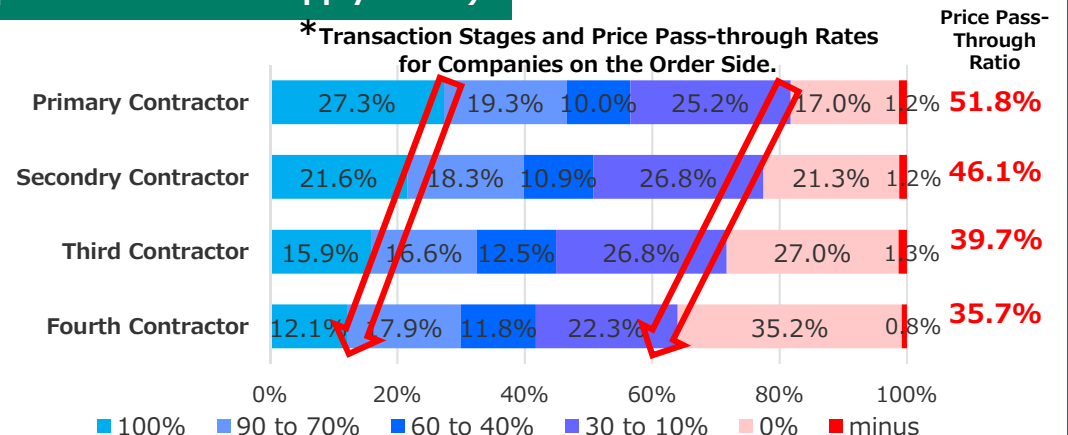 *Transaction Stages and Price Pass-through Rates
for Companies on the Order Side.
Price Pass-
Through
Ratio
Primary Contractor 27.3% 19.3% 10.0% 25.2% 17.0% 1.2% 51.8%
Secondry Contractor 21.6% 18.3% 10.9% 26.8% 21.3% 1.2% 46.1%
Third Contractor 15.9% 16.6% 12.5% 26.8% 27.0% 1.3% 39.7%
Fourth Contractor 12.1% 17.9% 11.8% 22.3% 35.2% 0.8% 35.7%
0% 20% 40% 60% 80% 100%
100% 90 to 70% 60 to 40% 30 to 10% 0% minus